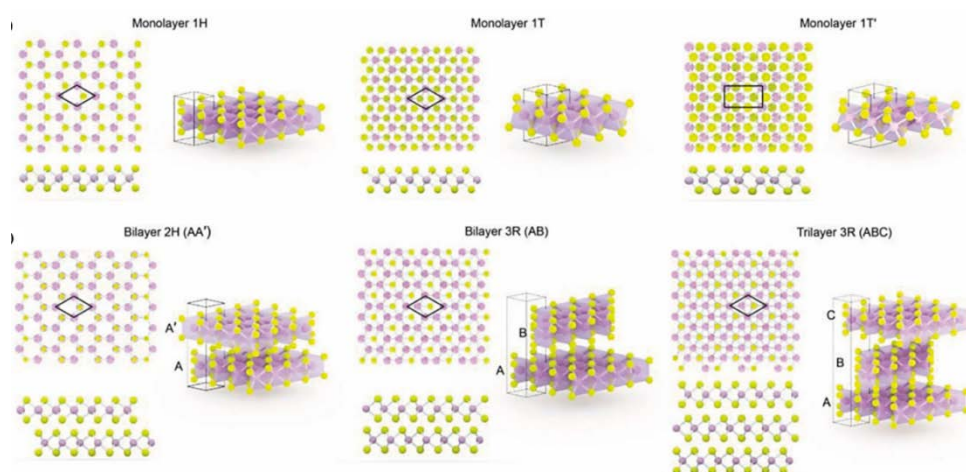 )
Monolayer 1H
Monolayer 1T
Monolayer 1T'
)
Bilayer 2H (AA')
Bilayer 3R (AB)
Trilayer 3R (ABC)
A'
A
B
A
C
B
A